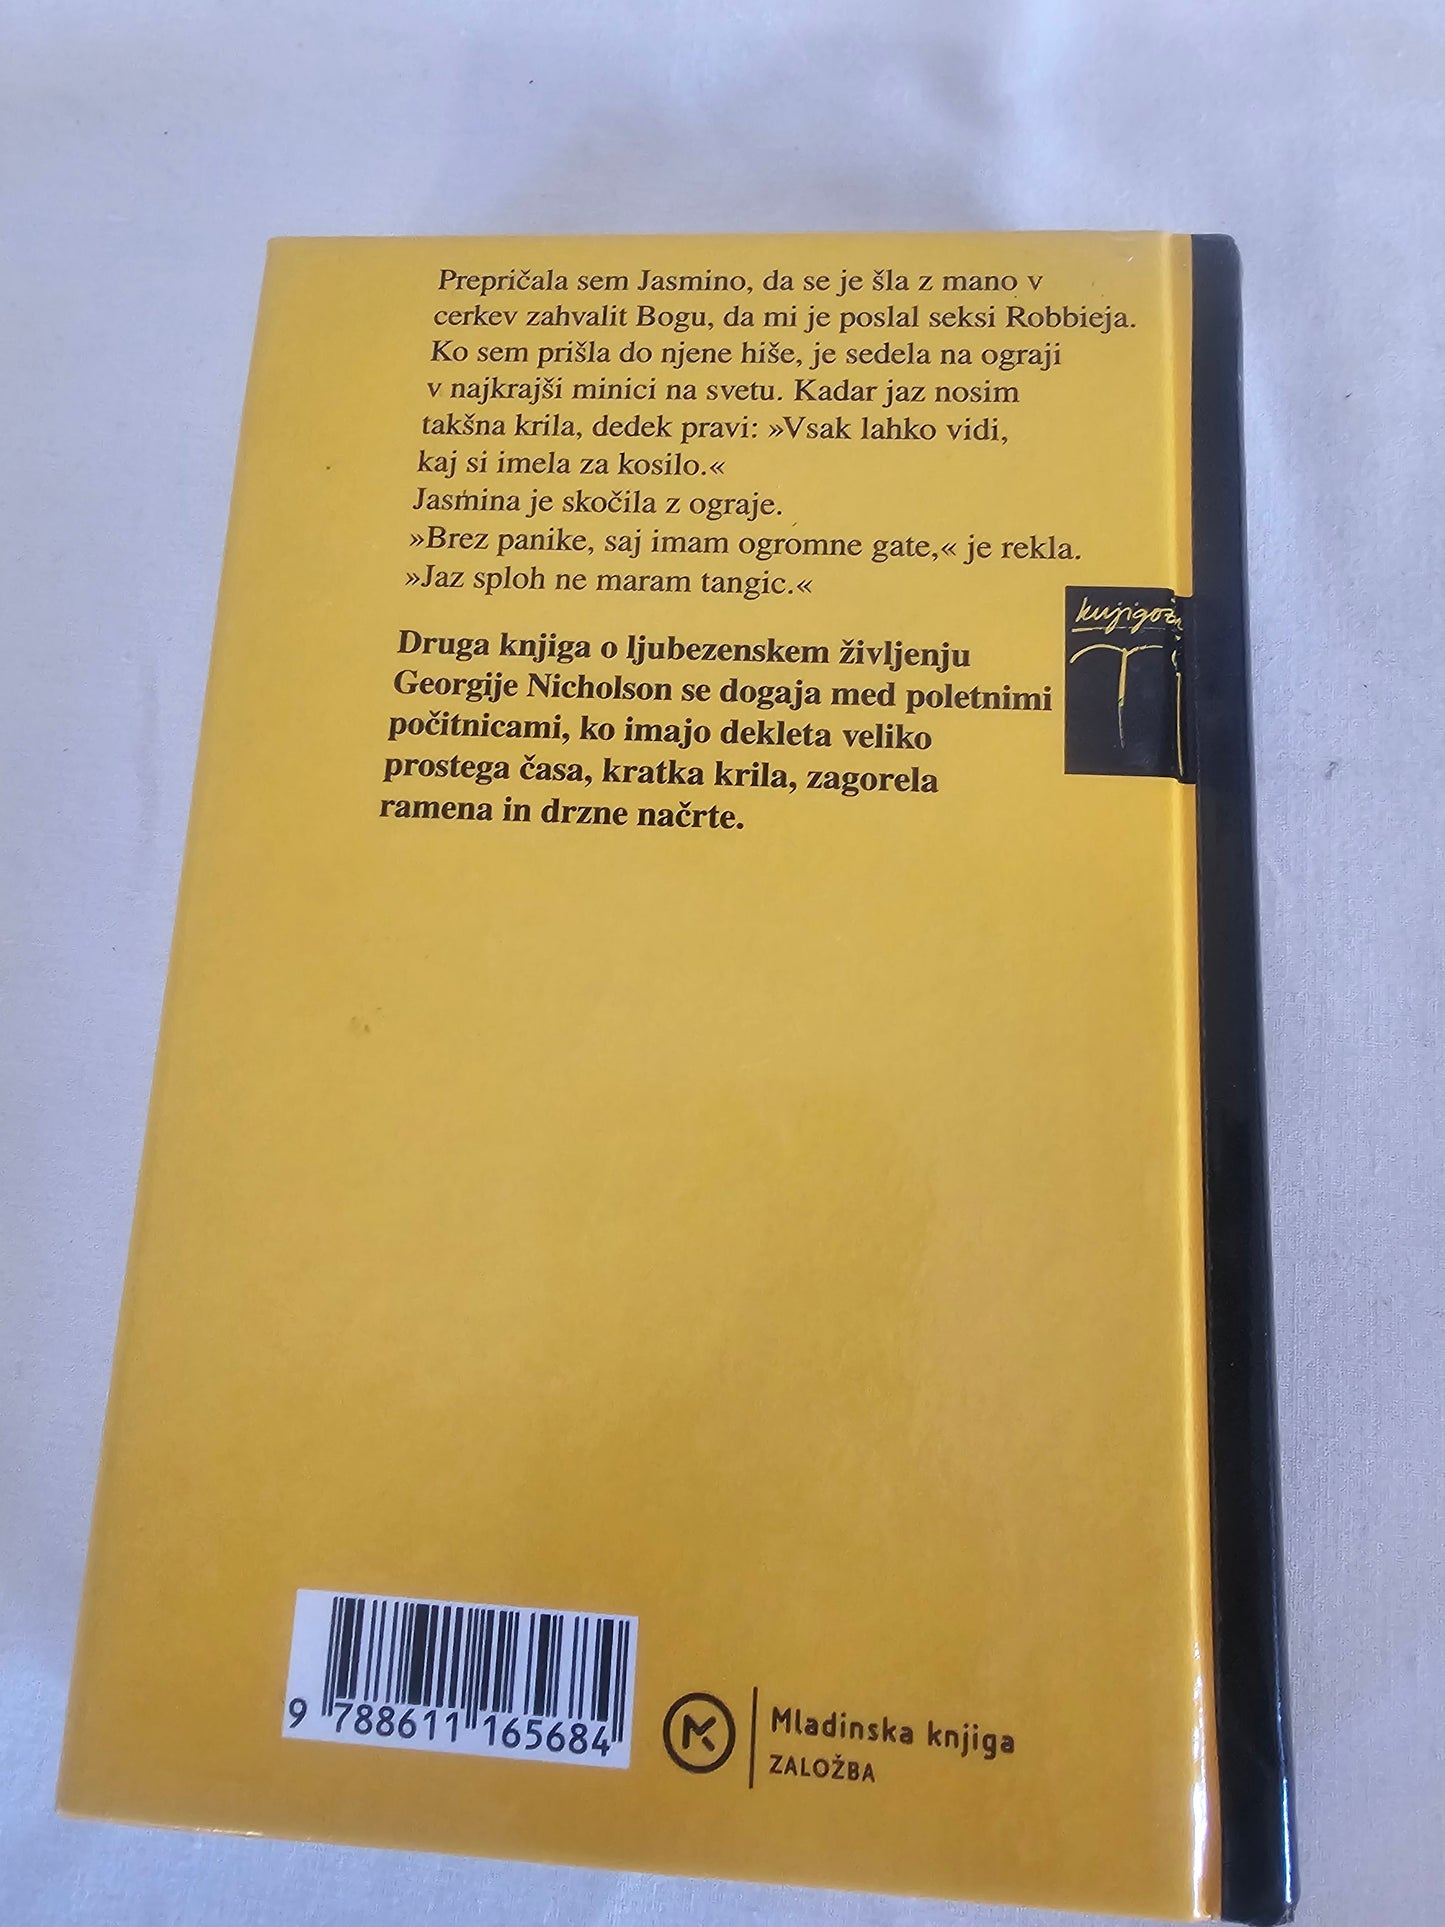 Prepričala sem Jasmino, da se je šla z mano v
cerkev zahvalit Bogu, da mi je poslal seksi Robbieja.
Ko sem prišla do njene hiše, je sedela na ograji
v najkrajši minici na svetu. Kadar jaz nosim
takšna krila, dedek pravi: »Vsak lahko vidi,
kaj si imela za kosilo.«
Jasmina je skočila z ograje.
»Brez panike, saj imam ogromne gate,« je rekla.
»Jaz sploh ne maram tangic.«
Druga knjiga o ljubezenskem življenju
Georgije Nicholson se dogaja med poletnimi
počitnicami, ko imajo dekleta veliko
prostega časa, kratka krila, zagorela
ramena in drzne načrte.
9 788611 165684
Mladinska knjiga
ZALOŽBA